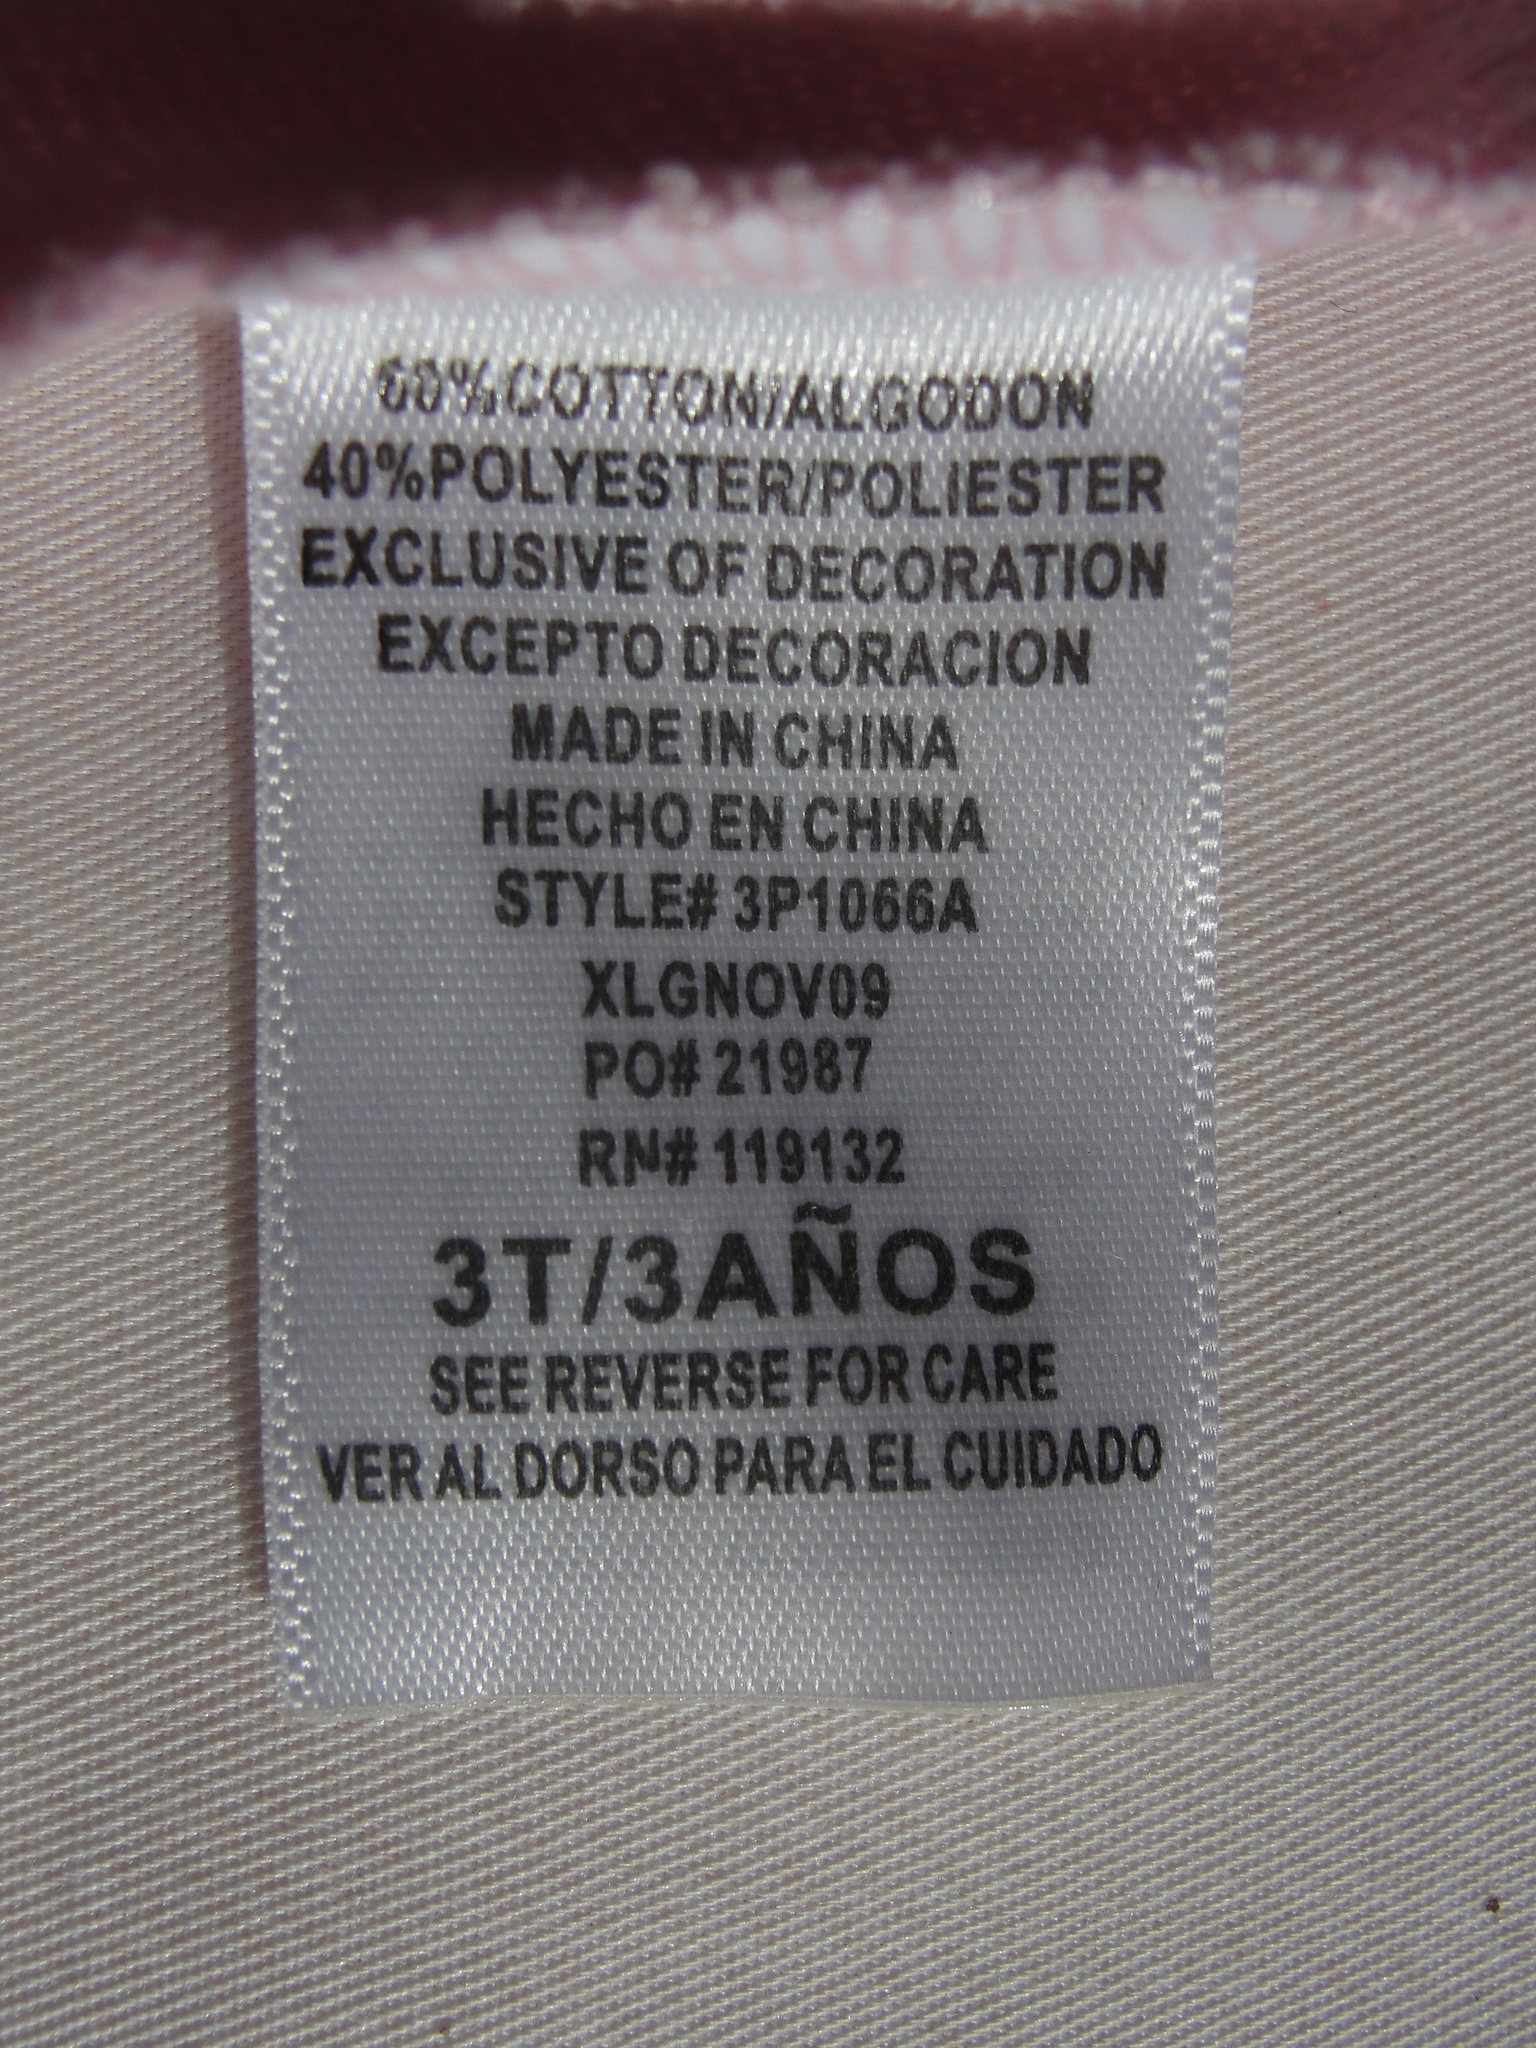 60%COTTON/ALGODON
40%POLYESTER/POLIESTER
EXCLUSIVE OF DECORATION
EXCEPTO DECORACION
MADE IN CHINA
HECHO EN CHINA
STYLE# 3P1066A
XLGNOV09
PO# 21987
RN# 119132
3T/3AÑOS
SEE REVERSE FOR CARE
VER AL DORSO PARA EL CUIDADO